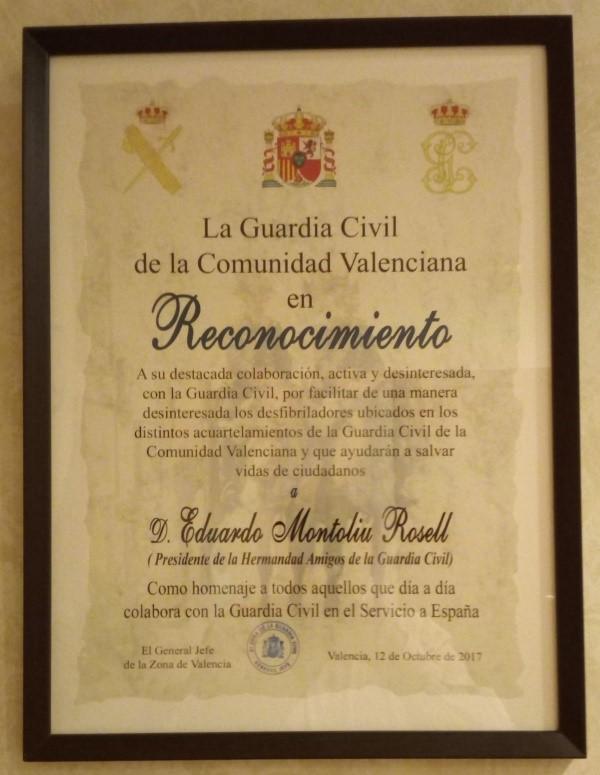 La Guardia Civil
de la Comunidad Valenciana
en
Reconocimiento
A su destacada colaboración, activa y desinteresada,
con la Guardia Civil, por facilitar de una manera
desinteresada los desfibriladores ubicados en los
distintos acuartelamientos de la Guardia Civil de la
Comunidad Valenciana y que ayudarán a salvar
vidas de ciudadanos
a
D. Eduardo Montoliu Rosell
( Presidente de la Hermandad Amigos de la Guardia Civil)
Como homenaje a todos aquellos que día a día
colabora con la Guardia Civil en el Servicio a España
El General Jefe
de la Zona de Valencia
Valencia, 12 de Octubre de 2017